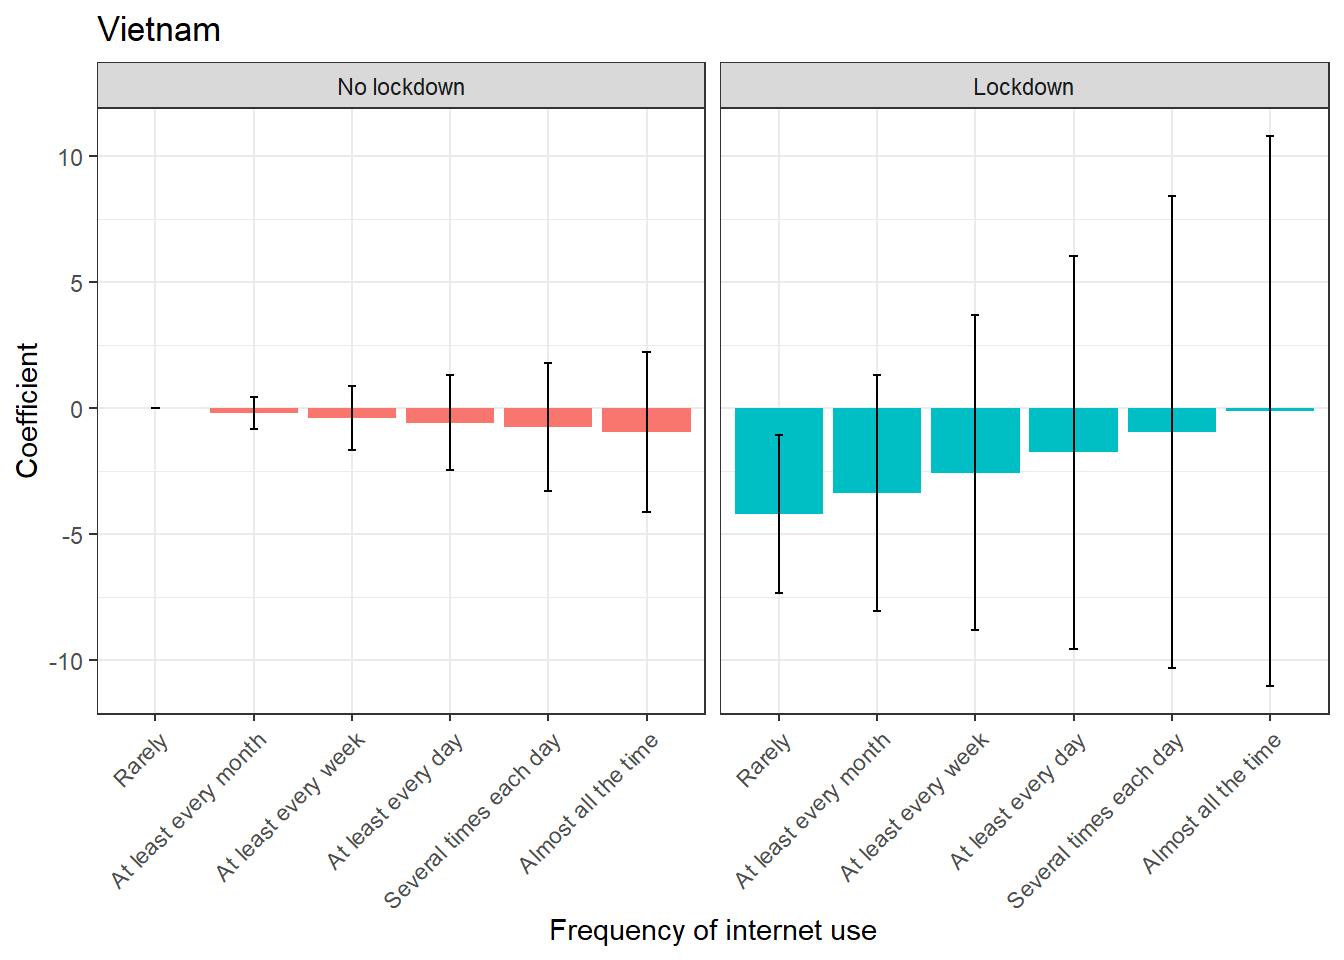 Vietnam
No lockdown
Lockdown
Coefficient
10
5
0
-5
-10
Rarely
At least every month
At least every week
At least every day
Several times each day
Almost all the time
Rarely
At least every month
At least every week
At least every day
Several times each day
Almost all the time
Frequency of internet use